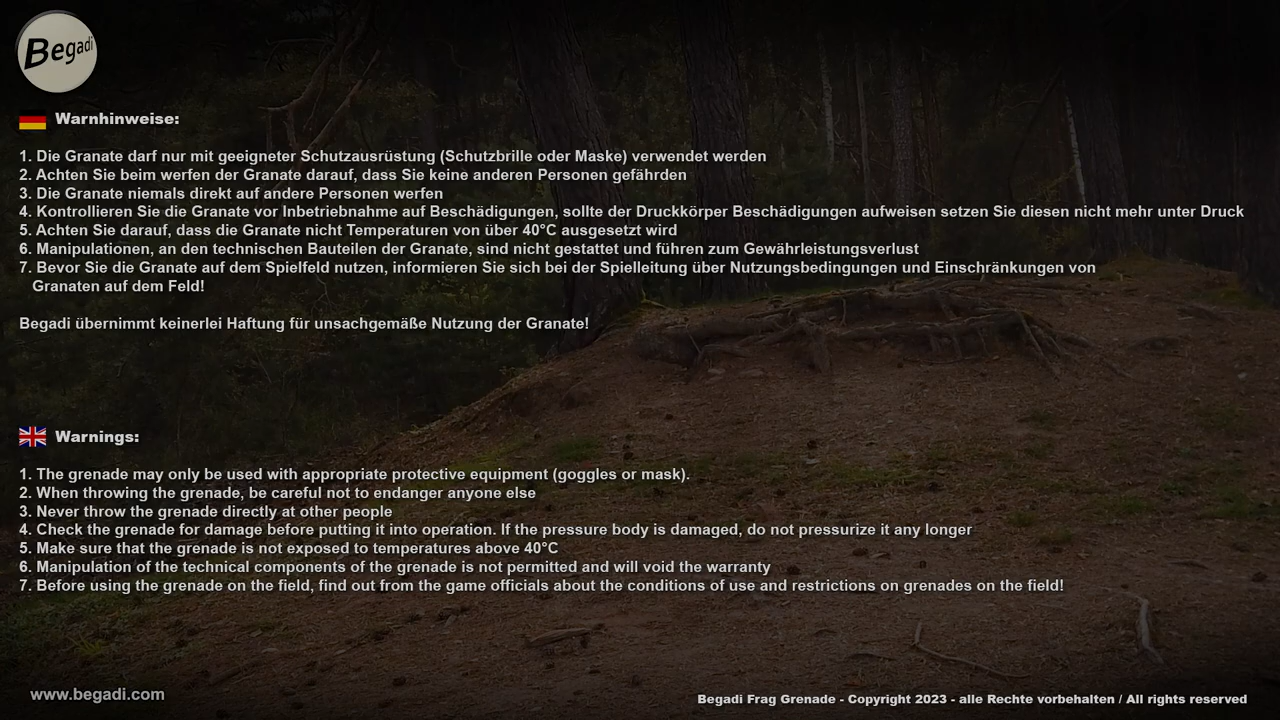 Begadi
Warnhinweise:
1. Die Granate darf nur mit geeigneter Schutzausrüstung (Schutzbrille oder Maske) verwendet werden
2. Achten Sie beim werfen der Granate darauf, dass Sie keine anderen Personen gefährden
3. Die Granate niemals direkt auf andere Personen werfen
4. Kontrollieren Sie die Granate vor Inbetriebnahme auf Beschädigungen, sollte der Druckkörper Beschädigungen aufweisen setzen Sie diesen nicht mehr unter Druck
5. Achten Sie darauf, dass die Granate nicht Temperaturen von über 40°C ausgesetzt wird
6. Manipulationen, an den technischen Bauteilen der Granate, sind nicht gestattet und führen zum Gewährleistungsverlust
7. Bevor Sie die Granate auf dem Spielfeld nutzen, informieren Sie sich bei der Spielleitung über Nutzungsbedingungen und Einschränkungen von
Granaten auf dem Feld!
Begadi übernimmt keinerlei Haftung für unsachgemäße Nutzung der Granate!
Warnings:
1. The grenade may only be used with appropriate protective equipment (goggles or mask).
2. When throwing the grenade, be careful not to endanger anyone else
3. Never throw the grenade directly at other people
4. Check the grenade for damage before putting it into operation. If the pressure body is damaged, do not pressurize it any longer
5. Make sure that the grenade is not exposed to temperatures above 40°C
6. Manipulation of the technical components of the grenade is not permitted and will void the warranty
7. Before using the grenade on the field, find out from the game officials about the conditions of use and restrictions on grenades on the field!
www.begadi.com
Begadi Frag Grenade - Copyright 2023 - alle Rechte vorbehalten / All rights reserved